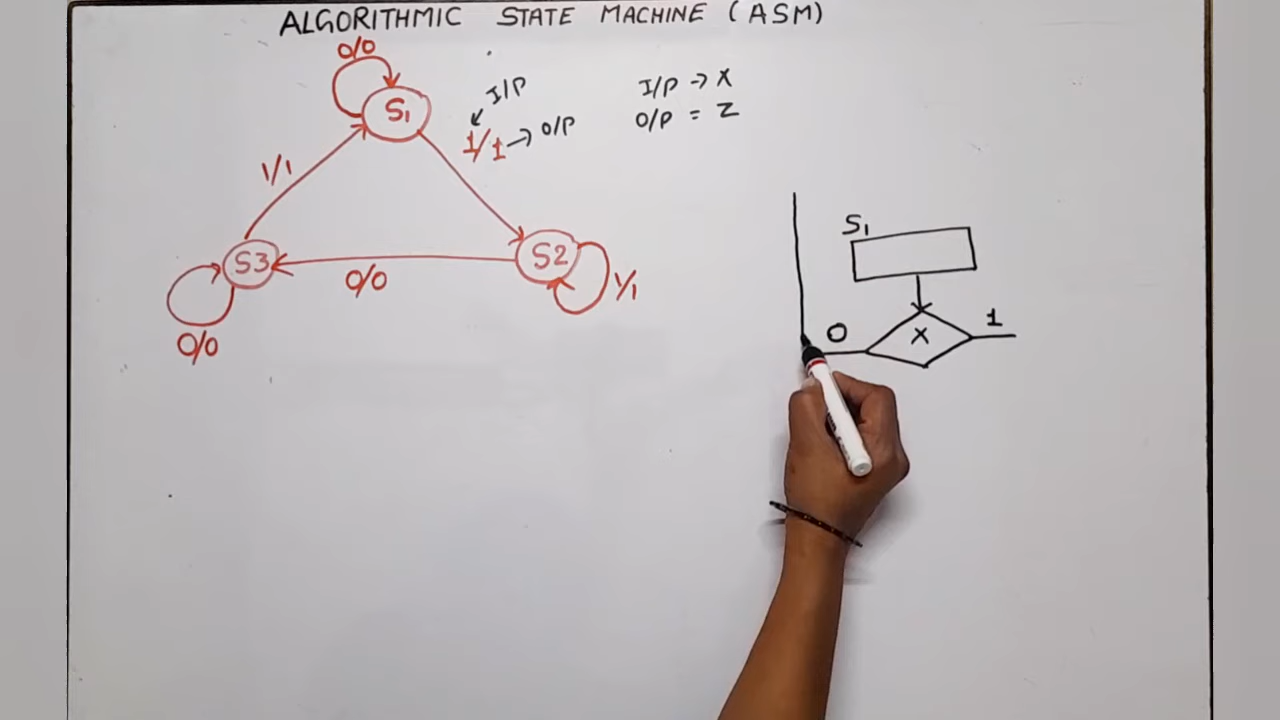 ALGORITHMIC STATE MACHINE (ASM)
0/0
S1
I/P
1/1 → O/P
I/P → X
O/P = Z
1/1
S3
0/0
S2
1/1
0/0
S1
X
0
1